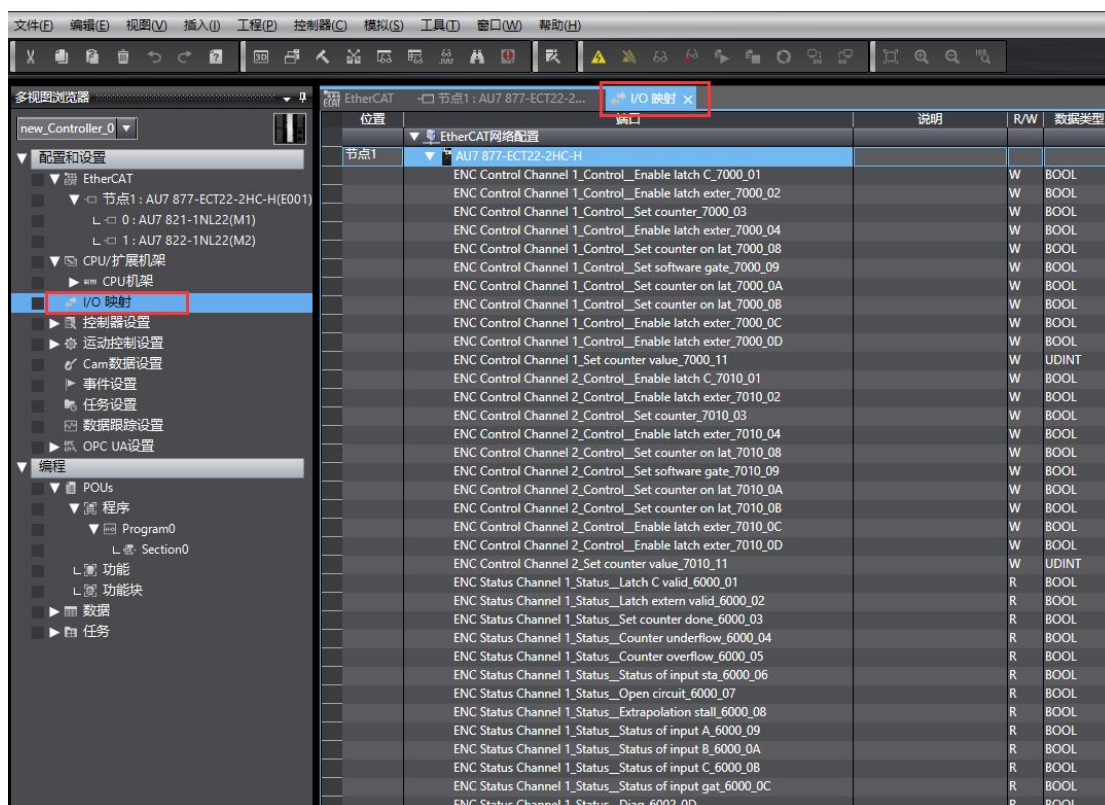 文件(F) 编辑(E) 视图(V) 插入(I) 工程(P) 控制器(C) 模拟(S) 工具(T) 窗口(W) 帮助(H)
多视图浏览器
new_Controller_0
配置和设置
EtherCAT
节点1 : AU7 877-ECT22-2HC-H(E001)
0 : AU7 821-1NL22(M1)
1 : AU7 822-1NL22(M2)
CPU/扩展机架
CPU机架
I/O 映射
控制器设置
运动控制设置
Cam数据设置
事件设置
任务设置
数据跟踪设置
OPC UA设置
编程
POUs
程序
Program0
Section0
功能
功能块
数据
任务
EtherCAT 节点1 : AU7 877-ECT22-2... I/O 映射
位置 端口 说明 R/W 数据类型
EtherCAT网络配置
节点1 AU7 877-ECT22-2HC-H
ENC Control Channel 1_Control__Enable latch C_7000_01 W BOOL
ENC Control Channel 1_Control__Enable latch exter_7000_02 W BOOL
ENC Control Channel 1_Control__Set counter_7000_03 W BOOL
ENC Control Channel 1_Control__Enable latch exter_7000_04 W BOOL
ENC Control Channel 1_Control__Set counter on lat_7000_08 W BOOL
ENC Control Channel 1_Control__Set software gate_7000_09 W BOOL
ENC Control Channel 1_Control__Set counter on lat_7000_0A W BOOL
ENC Control Channel 1_Control__Set counter on lat_7000_0B W BOOL
ENC Control Channel 1_Control__Enable latch exter_7000_0C W BOOL
ENC Control Channel 1_Control__Enable latch exter_7000_0D W BOOL
ENC Control Channel 1_Set counter value_7000_11 W UDINT
ENC Control Channel 2_Control__Enable latch C_7010_01 W BOOL
ENC Control Channel 2_Control__Enable latch exter_7010_02 W BOOL
ENC Control Channel 2_Control__Set counter_7010_03 W BOOL
ENC Control Channel 2_Control__Enable latch exter_7010_04 W BOOL
ENC Control Channel 2_Control__Set counter on lat_7010_08 W BOOL
ENC Control Channel 2_Control__Set software gate_7010_09 W BOOL
ENC Control Channel 2_Control__Set counter on lat_7010_0A W BOOL
ENC Control Channel 2_Control__Set counter on lat_7010_0B W BOOL
ENC Control Channel 2_Control__Enable latch exter_7010_0C W BOOL
ENC Control Channel 2_Control__Enable latch exter_7010_0D W BOOL
ENC Control Channel 2_Set counter value_7010_11 W UDINT
ENC Status Channel 1_Status__Latch C valid_6000_01 R BOOL
ENC Status Channel 1_Status__Latch extern valid_6000_02 R BOOL
ENC Status Channel 1_Status__Set counter done_6000_03 R BOOL
ENC Status Channel 1_Status__Counter underflow_6000_04 R BOOL
ENC Status Channel 1_Status__Counter overflow_6000_05 R BOOL
ENC Status Channel 1_Status__Status of input sta_6000_06 R BOOL
ENC Status Channel 1_Status__Open circuit_6000_07 R BOOL
ENC Status Channel 1_Status__Extrapolation stall_6000_08 R BOOL
ENC Status Channel 1_Status__Status of input A_6000_09 R BOOL
ENC Status Channel 1_Status__Status of input B_6000_0A R BOOL
ENC Status Channel 1_Status__Status of input C_6000_0B R BOOL
ENC Status Channel 1_Status__Status of input gat_6000_0C R BOOL
ENC Status Channel 1_Status__Diag_6002_0D R BOOL